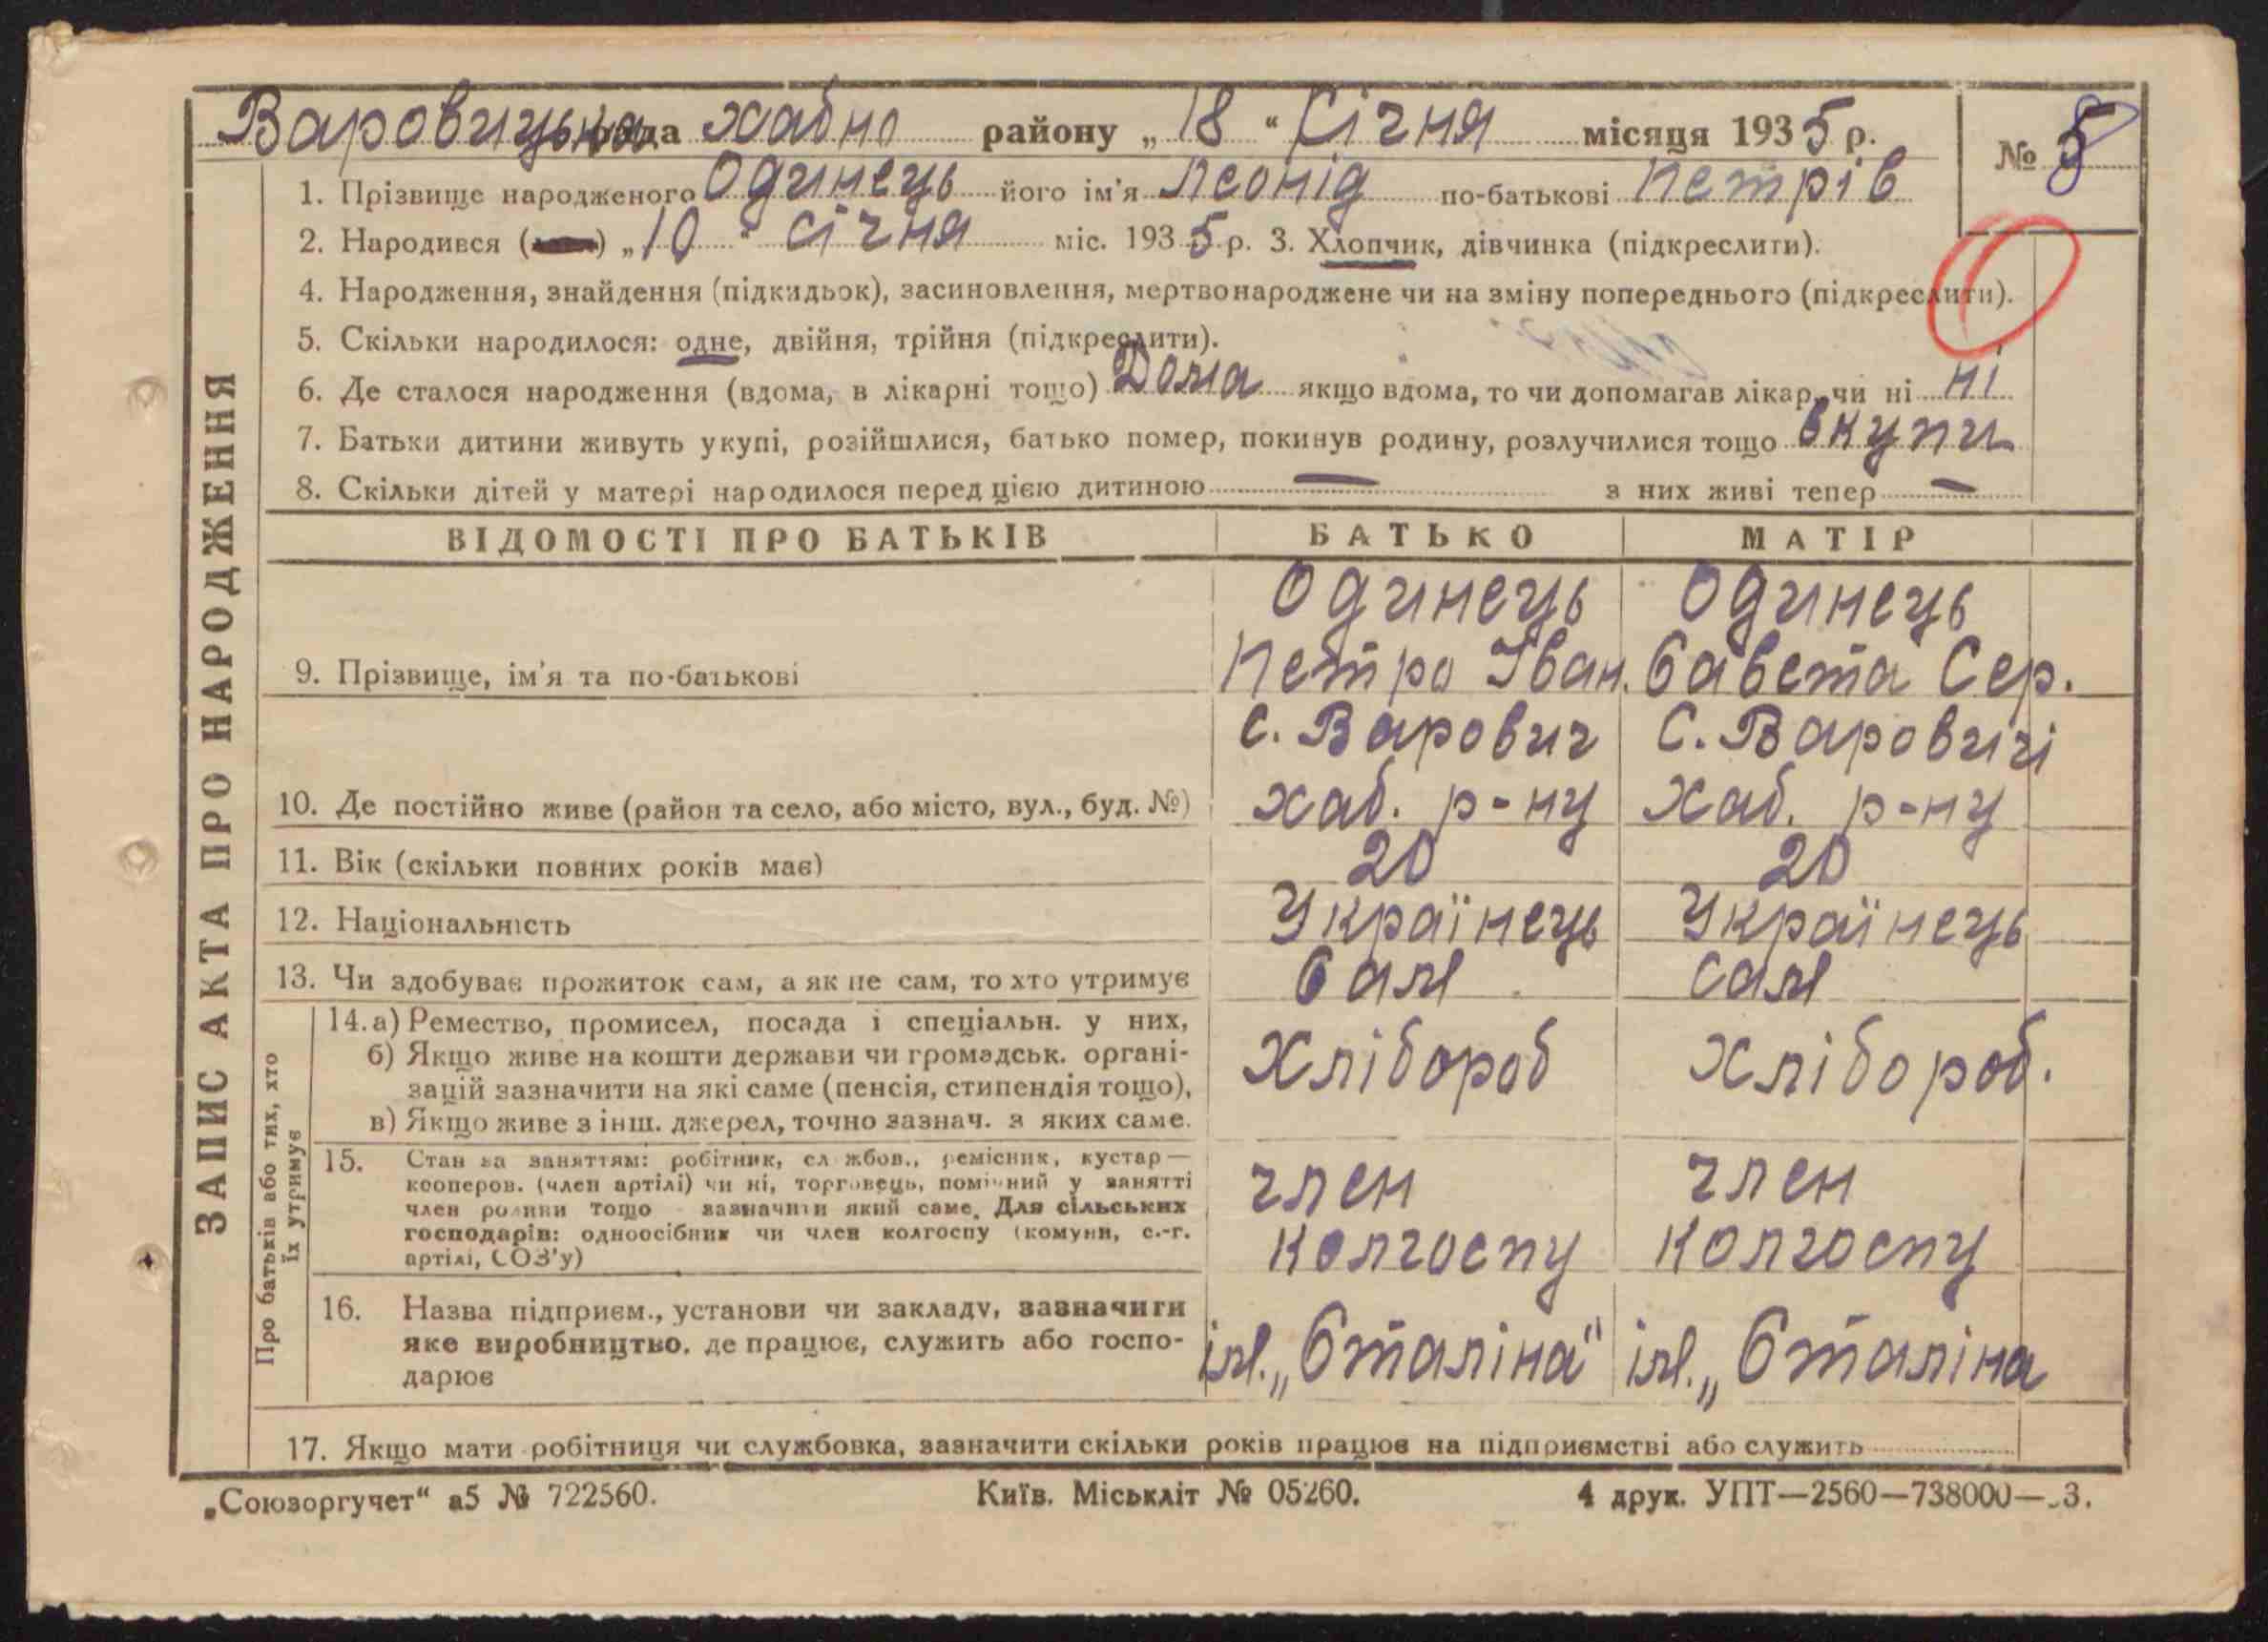 Варовицька рада Хабно району „18“ Січня місяця 1935 р.
№ 5
1. Прізвище народженого Одинець його ім'я Леонід по-батькові Петрів
2. Народився ( ) „10“ січня міс. 1935 р. 3. Хлопчик, дівчинка (підкреслити).
4. Народження, знайдення (підкидьок), засиновлення, мертвонароджене чи на зміну попереднього (підкреслити).
5. Скільки народилося: одне, двійня, трійня (підкреслити).
6. Де сталося народження (вдома, в лікарні тощо) Дома якщо вдома, то чи допомагав лікар, чи ні ні
7. Батьки дитини живуть укупі, розійшлися, батько помер, покинув родину, розлучилися тощо вкупи
8. Скільки дітей у матері народилося перед цією дитиною — з них живі тепер —
ЗАПИС АКТА ПРО НАРОДЖЕННЯ
ВІДОМОСТІ ПРО БАТЬКІВ БАТЬКО МАТІР
Одинець Одинець
9. Прізвище, ім'я та по-батькові Петро Іван. Савета Сер.
с. Варович С. Варовичі
10. Де постійно живе (район та село, або місто, вул., буд. №) Хаб. р-ну Хаб. р-ну
11. Вік (скільки повних років має) 20 20
12. Національність Українець Українець
13. Чи здобуває прожиток сам, а як не сам, то хто утримує Сам Сам
Про батьків або тих, хто їх утримує
14. а) Ремество, промисел, посада і спеціальн. у них,
б) Якщо живе на кошти держави чи громадськ. органі-
зацій зазначити на які саме (пенсія, стипендія тощо), Хлібороб Хлібороб.
в) Якщо живе з інш. джерел, точно зазнач. з яких саме.
15. Стан за заняттям: робітник, службов., ремісник, кустар —
кооперов. (член артілі) чи ні, торговець, помічний у занятті
член родини тощо зазначити який саме. Для сільських член член
господарів: одноосібник чи член колгоспу (комуни, с.-г. колгоспу колгоспу
артілі, СОЗ'у)
16. Назва підприєм., установи чи закладу, зазначити
яке виробництво, де працює, служить або госпо- ім. „Сталіна“ ім. „Сталіна
дарює
17. Якщо мати робітниця чи службовка, зазначити скільки років працює на підприємстві або служить
„Союзоргучет“ а5 № 722560. Київ. Міськліт № 05260. 4 друк. УПТ—2560—738000— 3.